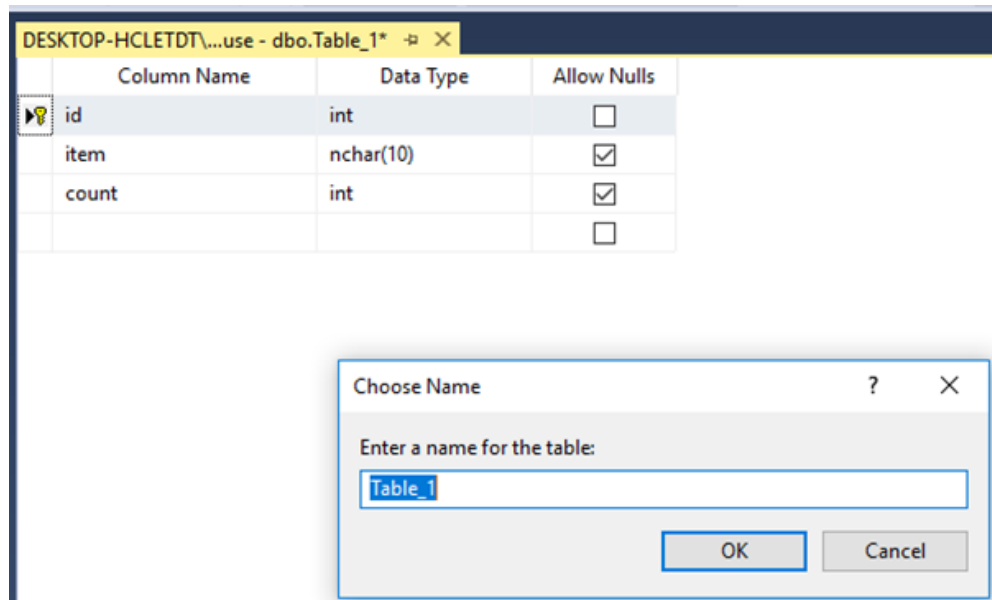 DESKTOP-HCLETDT\...use - dbo.Table_1*
Column Name Data Type Allow Nulls
id int
item nchar(10)
count int
Choose Name ?
Enter a name for the table:
Table_1
OK Cancel